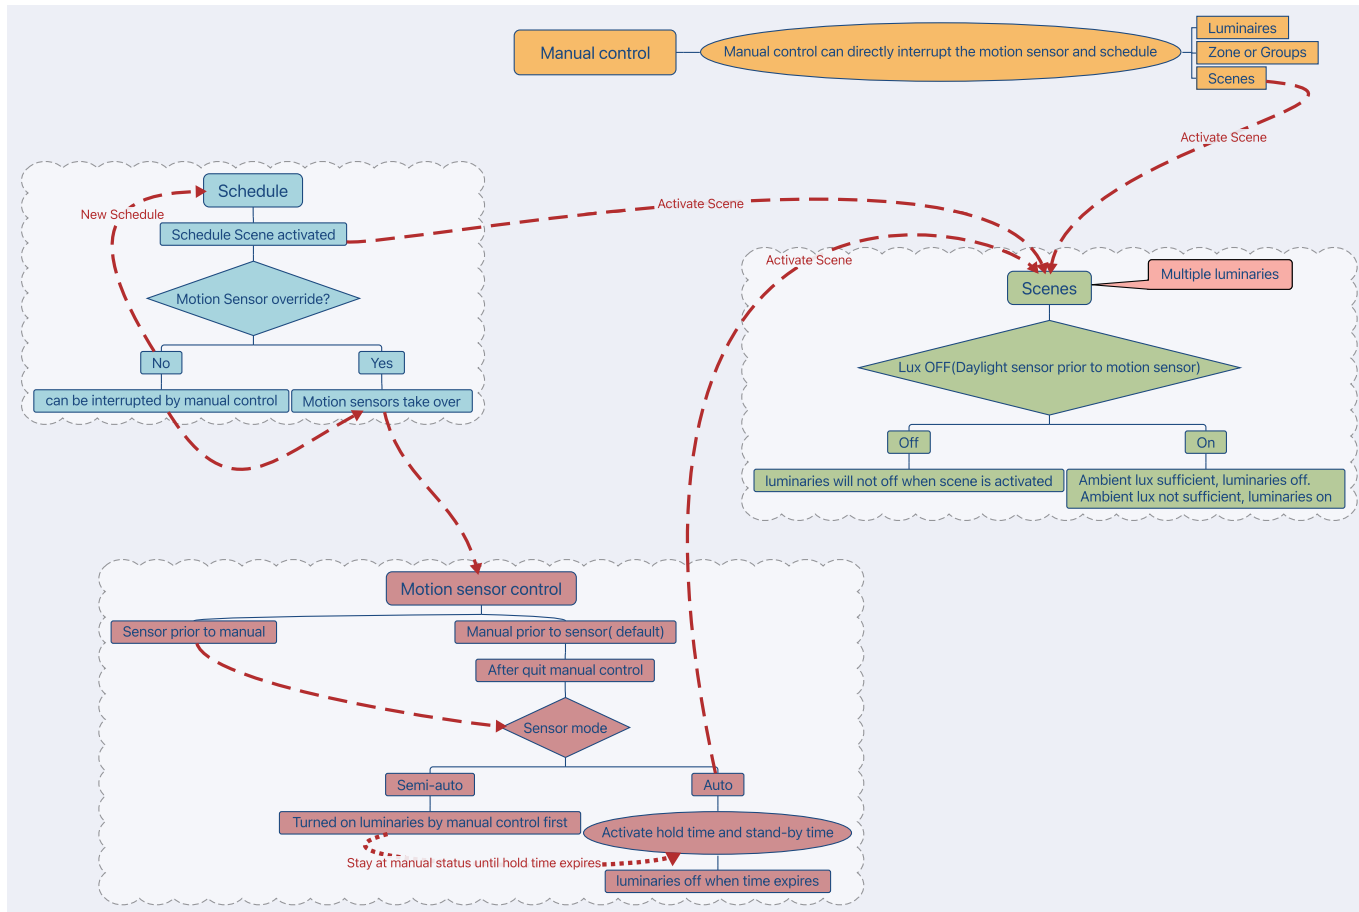 Manual control
Manual control can directly interrupt the motion sensor and schedule
Luminaires
Zone or Groups
Scenes
Activate Scene
Schedule
New Schedule
Schedule Scene activated
Activate Scene
Motion Sensor override?
No
Yes
can be interrupted by manual control
Motion sensors take over
Activate Scene
Scenes
Multiple luminaries
Lux OFF(Daylight sensor prior to motion sensor)
Off
On
luminaries will not off when scene is activated
Ambient lux sufficient, luminaries off.
Ambient lux not sufficient, luminaries on
Motion sensor control
Sensor prior to manual
Manual prior to sensor( default)
After quit manual control
Sensor mode
Semi-auto
Auto
Turned on luminaries by manual control first
Activate hold time and stand-by time
Stay at manual status until hold time expires
luminaries off when time expires